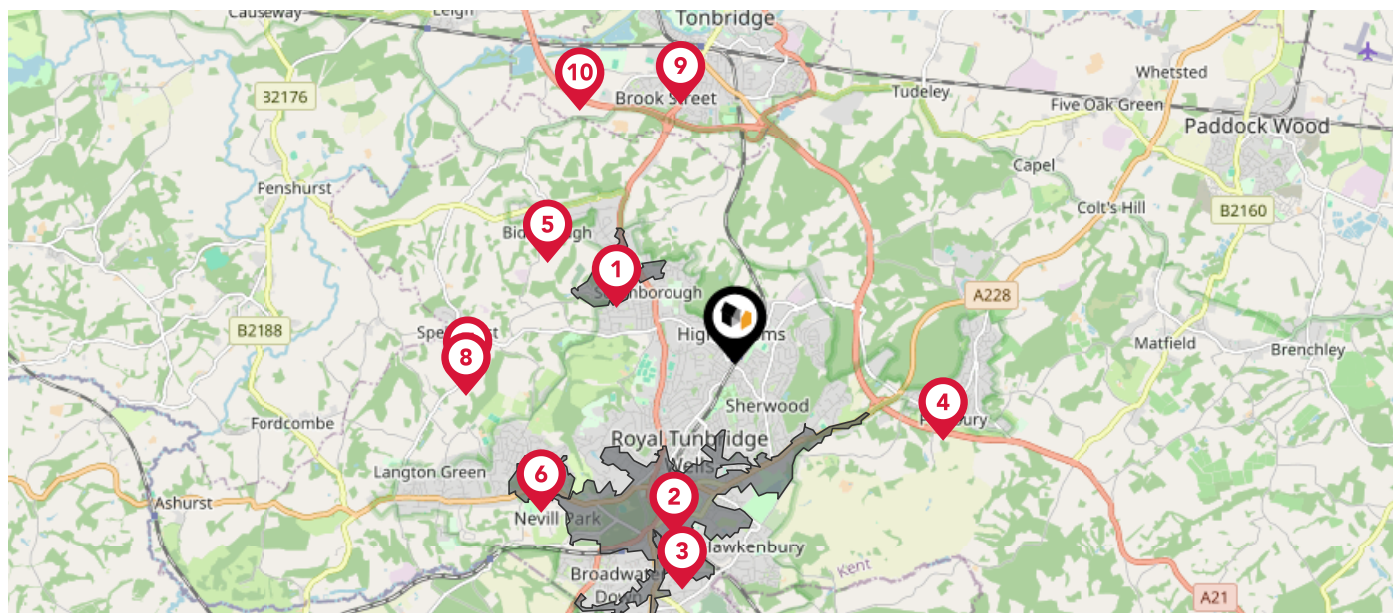 Causeway
Leigh
Tonbridge
10
9
Brook Street
Whetsted
Tudeley
Five Oak Green
Paddock Wood
Capel
Fenshurst
B2160
Colt's Hill
5
1
A228
B2188
8
Matfield
Brenchley
4
Sherwood
Fordcombe
Royal Tunbridge
Wells
Langton Green
6
2
Ashurst
Nevill Park
3
Kent
A21